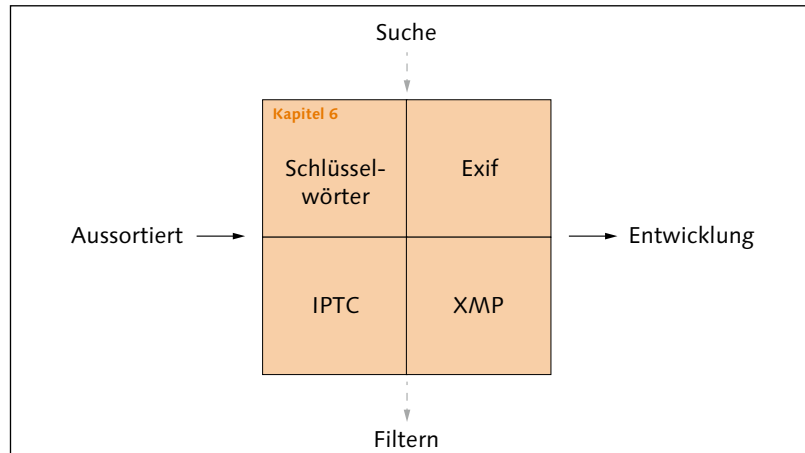 Suche
Kapitel 6
Schlüssel-
wörter
Exif
Aussortiert
Entwicklung
IPTC
XMP
Filtern